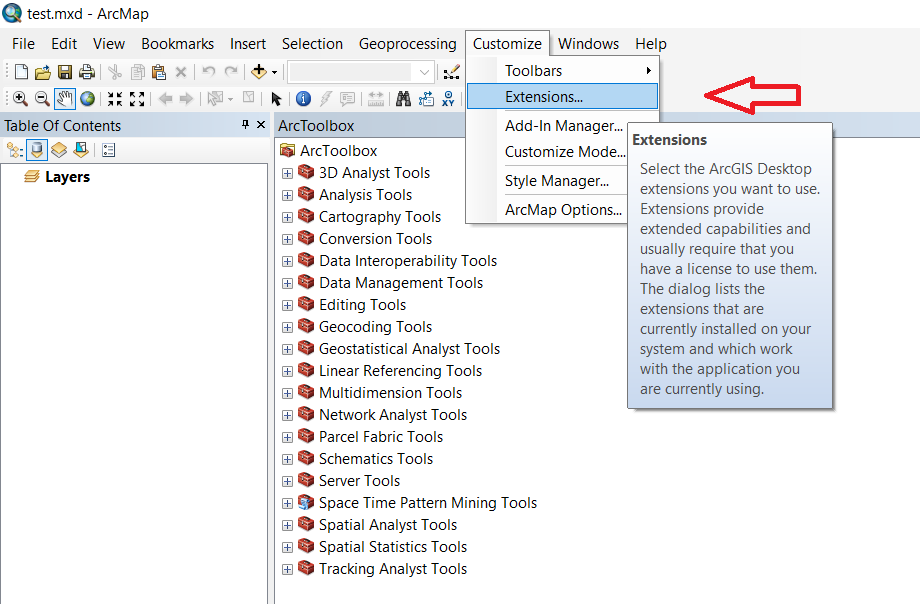 test.mxd - ArcMap
File Edit View Bookmarks Insert Selection Geoprocessing Customize Windows Help
Toolbars
Extensions...
Add-In Manager...
Customize Mode...
Style Manager...
ArcMap Options...
Extensions
Select the ArcGIS Desktop
extensions you want to use.
Extensions provide
extended capabilities and
usually require that you
have a license to use them.
The dialog lists the
extensions that are
currently installed on your
system and which work
with the application you
are currently using.
XY
Table Of Contents
Layers
ArcToolbox
ArcToolbox
3D Analyst Tools
Analysis Tools
Cartography Tools
Conversion Tools
Data Interoperability Tools
Data Management Tools
Editing Tools
Geocoding Tools
Geostatistical Analyst Tools
Linear Referencing Tools
Multidimension Tools
Network Analyst Tools
Parcel Fabric Tools
Schematics Tools
Server Tools
Space Time Pattern Mining Tools
Spatial Analyst Tools
Spatial Statistics Tools
Tracking Analyst Tools